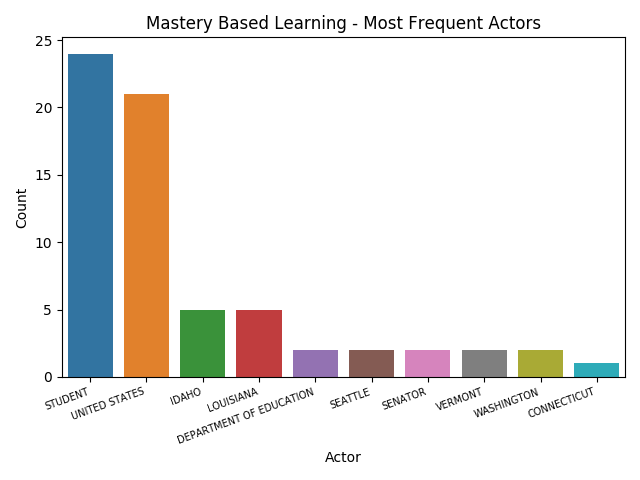 Mastery Based Learning - Most Frequent Actors
25
20
15
10
5
0
Count
STUDENT
UNITED STATES
IDAHO
LOUISIANA
DEPARTMENT OF EDUCATION
SEATTLE
SENATOR
VERMONT
WASHINGTON
CONNECTICUT
Actor